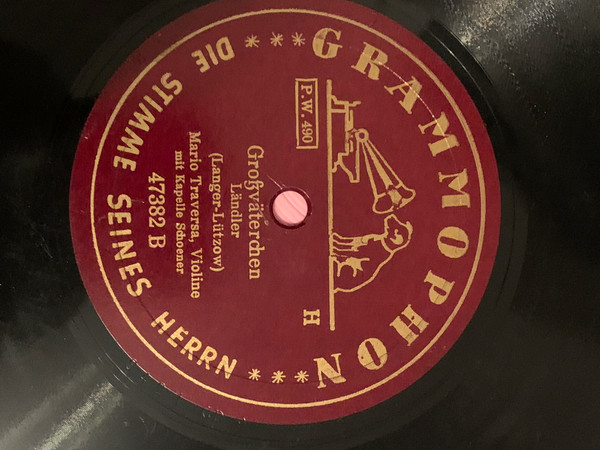 GRAMMOPHON
P.W. 490
H
Großväterchen
Ländler
(Langer-Lützow)
Mario Traversa, Violine
mit Kapelle Schoener
47382 B
*** DIE STIMME SEINES HERRN ***